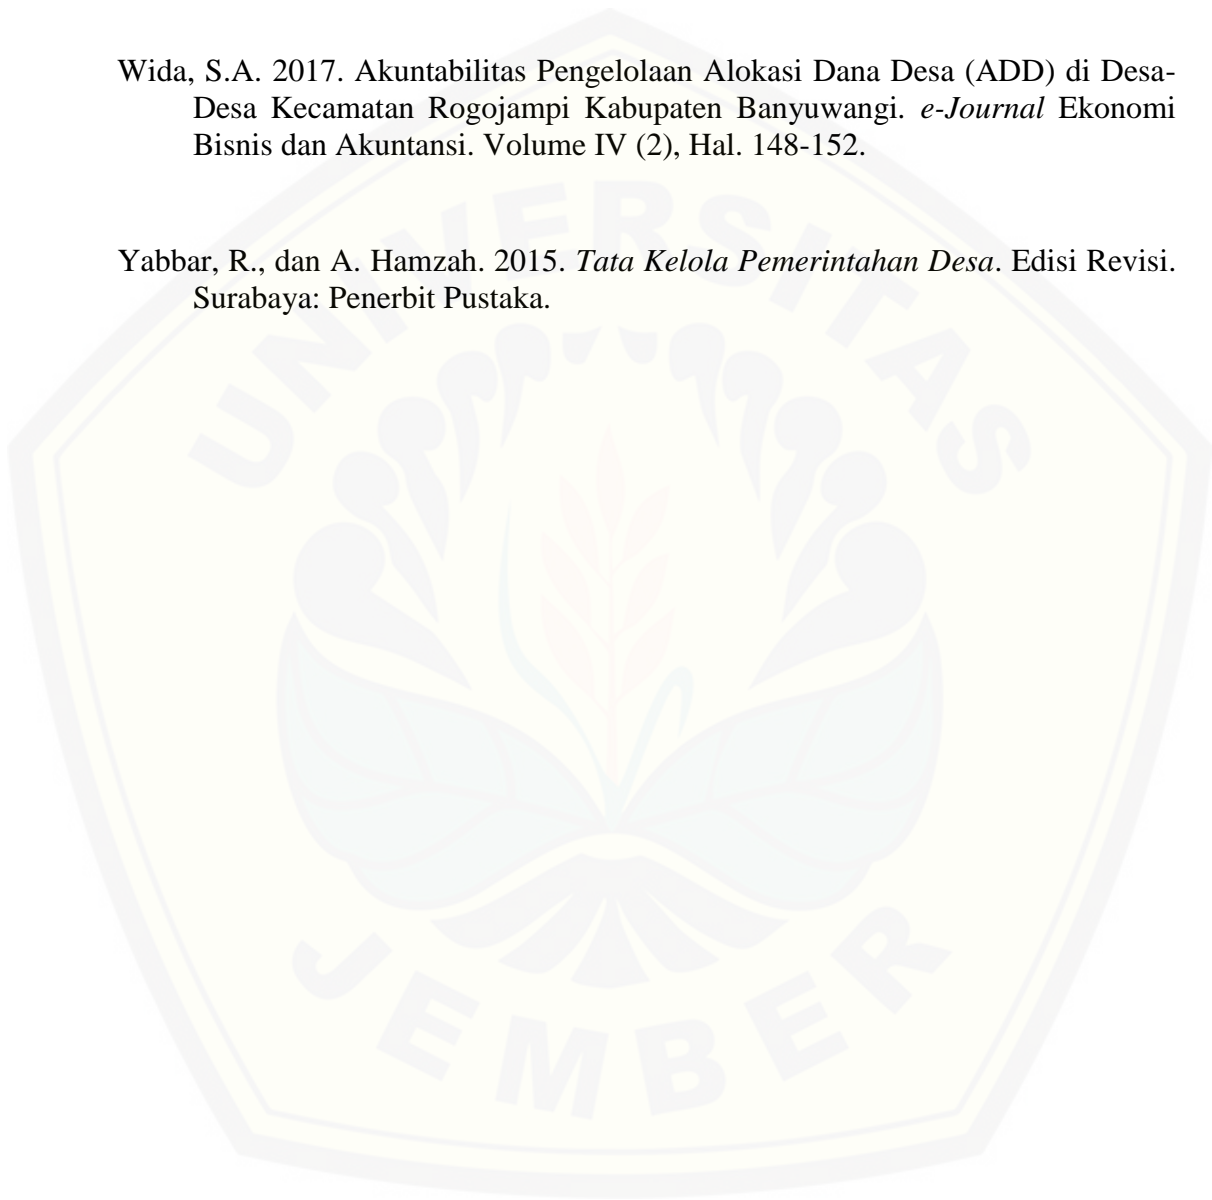 Wida, S.A. 2017. Akuntabilitas Pengelolaan Alokasi Dana Desa (ADD) di Desa-
Desa Kecamatan Rogojampi Kabupaten Banyuwangi. e-Journal Ekonomi
Bisnis dan Akuntansi. Volume IV (2), Hal. 148-152.
Yabbar, R., dan A. Hamzah. 2015. Tata Kelola Pemerintahan Desa. Edisi Revisi.
Surabaya: Penerbit Pustaka.
UNIVERSITAS
JEMBER